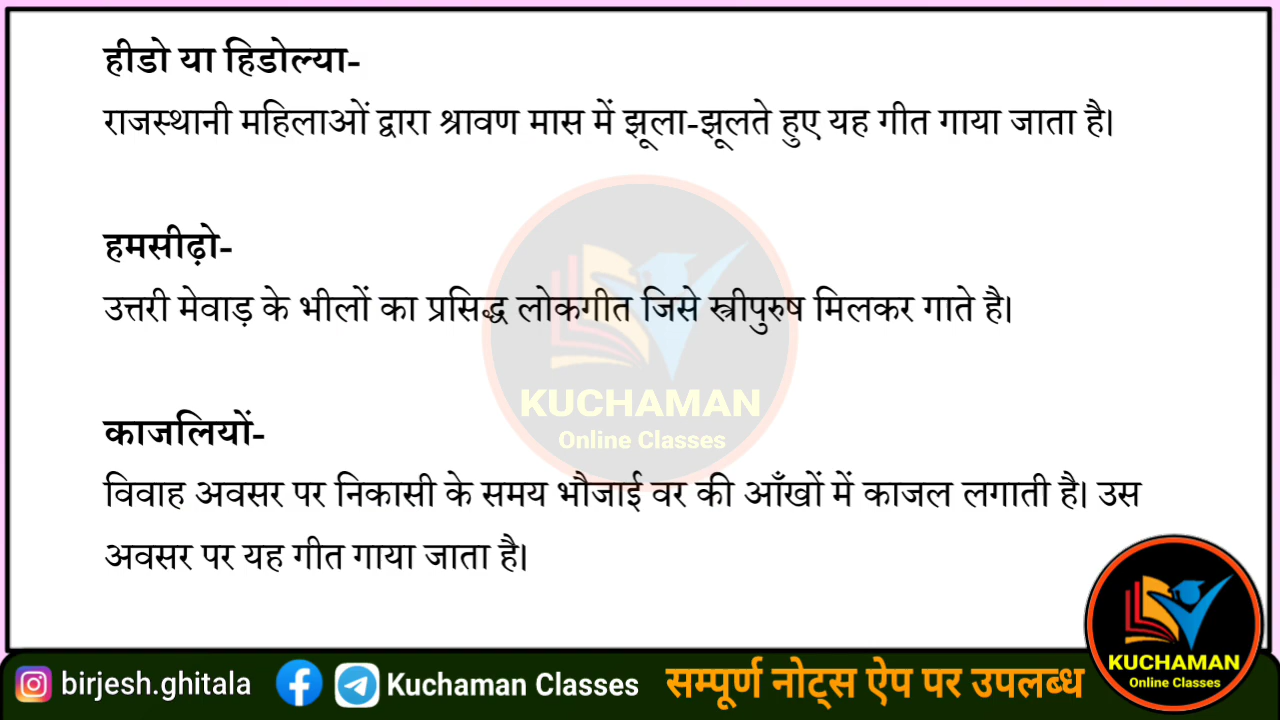 हीडो या हिडोल्या-
राजस्थानी महिलाओं द्वारा श्रावण मास में झूला-झूलते हुए यह गीत गाया जाता है।
हमसीढ़ो-
उत्तरी मेवाड़ के भीलों का प्रसिद्ध लोकगीत जिसे स्त्रीपुरुष मिलकर गाते है।
KUCHAMAN
Online Classes
काजलियों-
विवाह अवसर पर निकासी के समय भौजाई वर की आँखों में काजल लगाती है। उस
अवसर पर यह गीत गाया जाता है।
KUCHAMAN
Online Classes
birjesh.ghitala
Kuchaman Classes
सम्पूर्ण नोट्स ऐप पर उपलब्ध